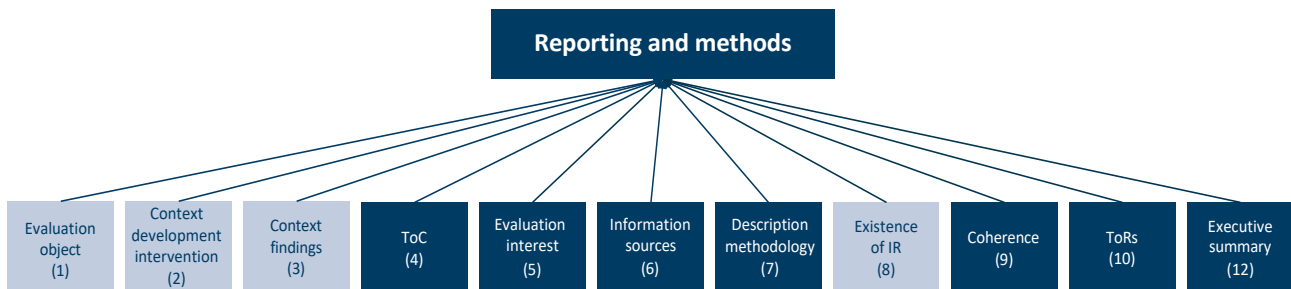 Reporting and methods
Evaluation
object
(1)
Context
development
intervention
(2)
Context
findings
(3)
ToC
(4)
Evaluation
interest
(5)
Information
sources
(6)
Description
methodology
(7)
Existence
of IR
(8)
Coherence
(9)
ToRs
(10)
Executive
summary
(12)